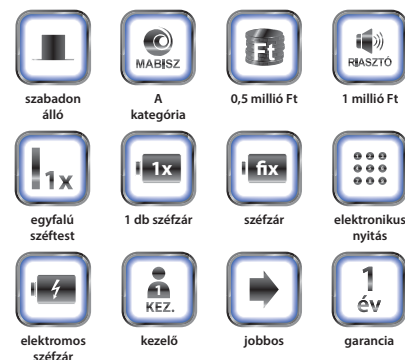 MABISZ
Ft
RIASZTÓ
szabadon
álló
A
kategória
0,5 millió Ft
1 millió Ft
1x
1x
fix
egyfalú
széftest
1 db széfzár
széfzár
elektronikus
nyitás
1
KEZ.
1
év
elektromos
széfzár
kezelő
jobbos
garancia